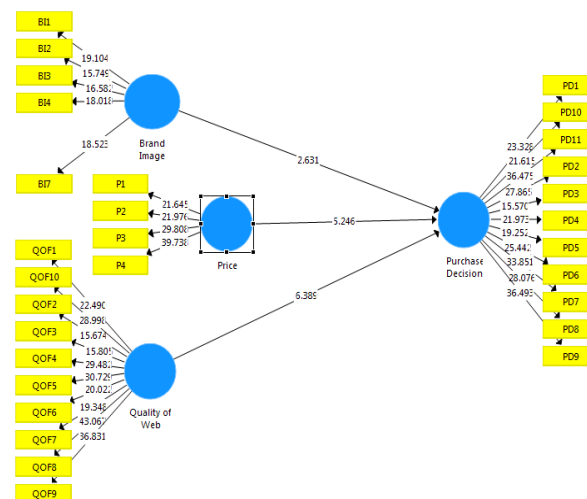 BI1
BI2
BI3
BI4
BI7
19.104
15.749
16.582
18.018
18.523
Brand
Image
P1
P2
P3
P4
21.645
21.976
29.808
39.738
Price
QOF1
QOF10
QOF2
QOF3
QOF4
QOF5
QOF6
QOF7
QOF8
QOF9
22.490
28.998
15.674
15.805
29.482
30.729
20.022
19.348
43.067
36.831
Quality of
Web
2.631
5.246
6.389
Purchase
Decision
23.328
21.615
36.475
27.865
15.570
21.973
19.252
25.442
33.851
28.076
36.493
PD1
PD10
PD11
PD2
PD3
PD4
PD5
PD6
PD7
PD8
PD9